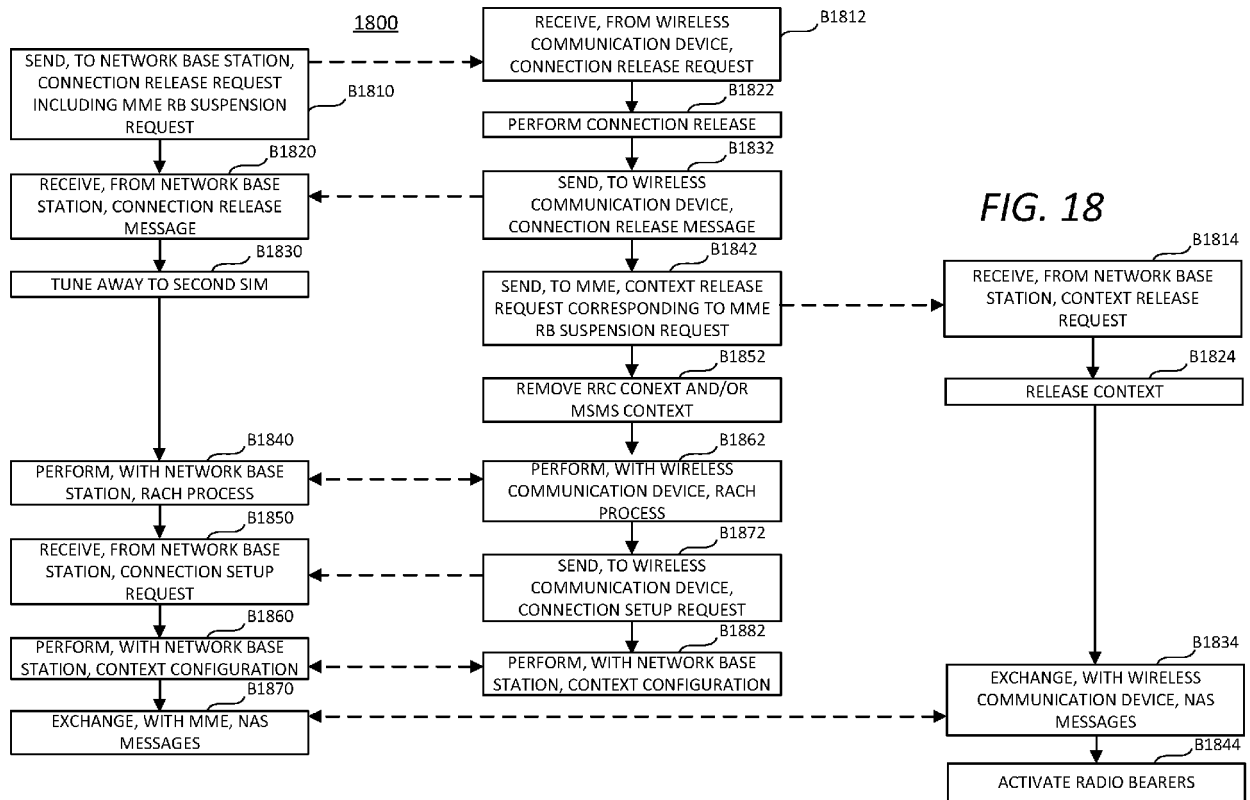 1800
B1810
SEND, TO NETWORK BASE STATION,
CONNECTION RELEASE REQUEST
INCLUDING MME RB SUSPENSION
REQUEST
B1820
RECEIVE, FROM NETWORK BASE
STATION, CONNECTION RELEASE
MESSAGE
B1830
TUNE AWAY TO SECOND SIM
B1840
PERFORM, WITH NETWORK BASE
STATION, RACH PROCESS
B1850
RECEIVE, FROM NETWORK BASE
STATION, CONNECTION SETUP
REQUEST
B1860
PERFORM, WITH NETWORK BASE
STATION, CONTEXT CONFIGURATION
B1870
EXCHANGE, WITH MME, NAS
MESSAGES
B1812
RECEIVE, FROM WIRELESS
COMMUNICATION DEVICE,
CONNECTION RELEASE REQUEST
B1822
PERFORM CONNECTION RELEASE
B1832
SEND, TO WIRELESS
COMMUNICATION DEVICE,
CONNECTION RELEASE MESSAGE
B1842
SEND, TO MME, CONTEXT RELEASE
REQUEST CORRESPONDING TO MME
RB SUSPENSION REQUEST
B1852
REMOVE RRC CONEXT AND/OR
MSMS CONTEXT
B1862
PERFORM, WITH WIRELESS
COMMUNICATION DEVICE, RACH
PROCESS
B1872
SEND, TO WIRELESS
COMMUNICATION DEVICE,
CONNECTION SETUP REQUEST
B1882
PERFORM, WITH NETWORK BASE
STATION, CONTEXT CONFIGURATION
FIG. 18
B1814
RECEIVE, FROM NETWORK BASE
STATION, CONTEXT RELEASE
REQUEST
B1824
RELEASE CONTEXT
B1834
EXCHANGE, WITH WIRELESS
COMMUNICATION DEVICE, NAS
MESSAGES
B1844
ACTIVATE RADIO BEARERS